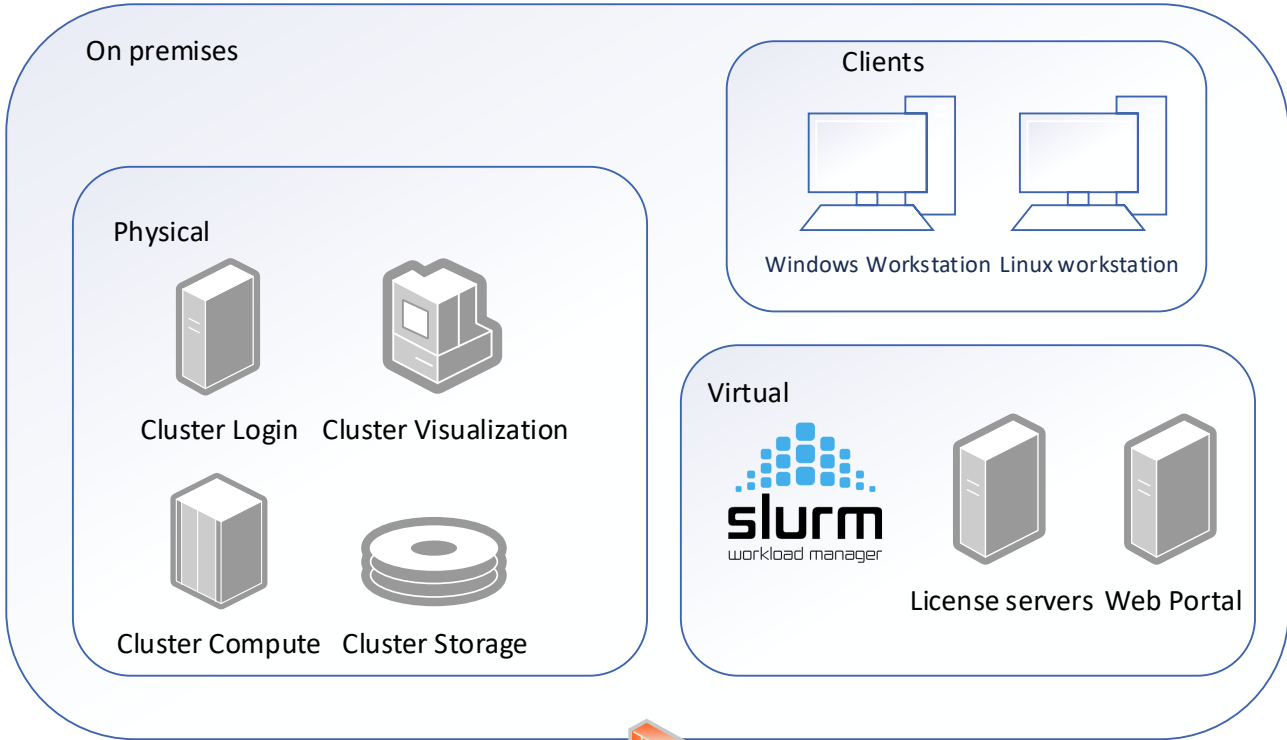 On premises
Clients
Windows Workstation Linux workstation
Physical
Cluster Login Cluster Visualization
Cluster Compute Cluster Storage
Virtual
slurm
workload manager
License servers Web Portal